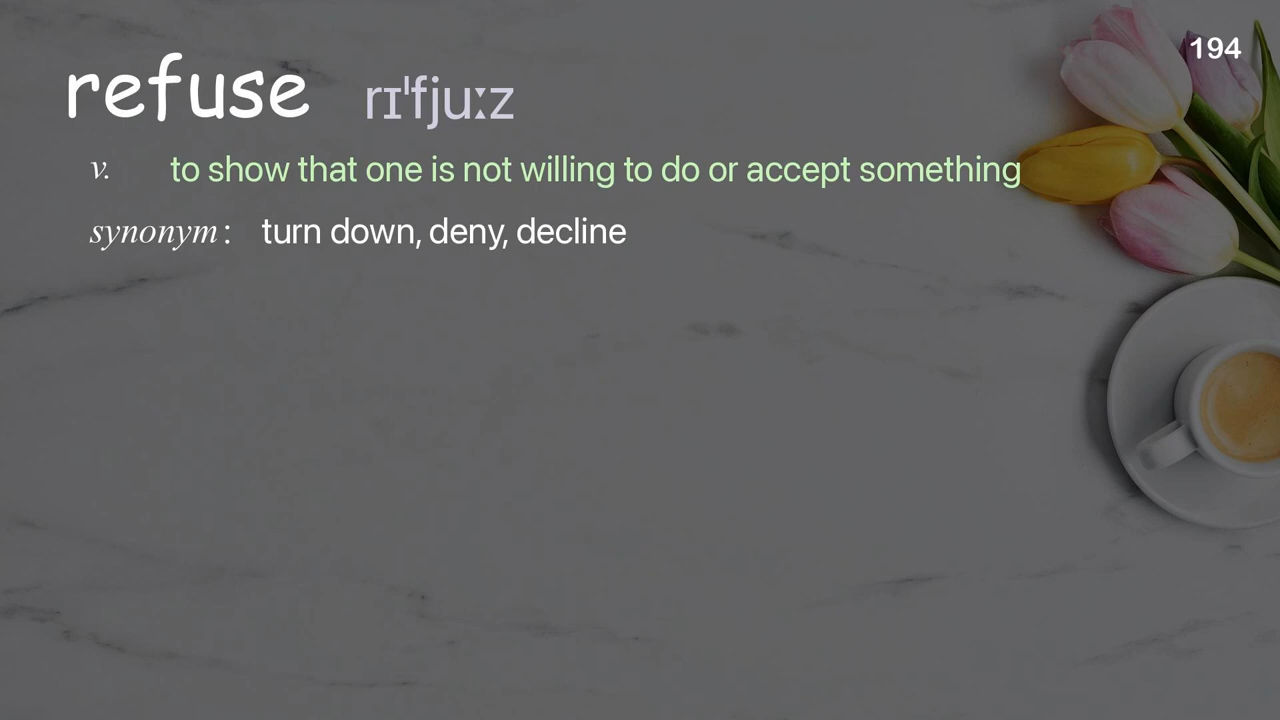 194
refuse rɪˈfjuːz
v. to show that one is not willing to do or accept something
synonym: turn down, deny, decline